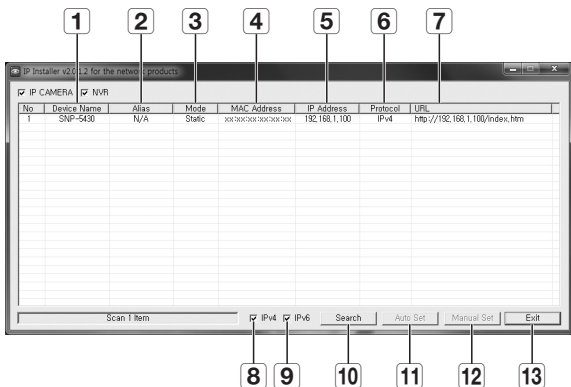 1 2 3 4 5 6 7
IP Installer v2.0.1.2 for the network products
IP CAMERA NVR
No Device Name Alias Mode MAC Address IP Address Protocol URL
1 SNP-5430 N/A Static xx:xx:xx:xx:xx:xx 192,168,1,100 IPv4 http://192,168,1,100/index,htm
Scan 1 Item IPv4 IPv6 Search Auto Set Manual Set Exit
8 9 10 11 12 13